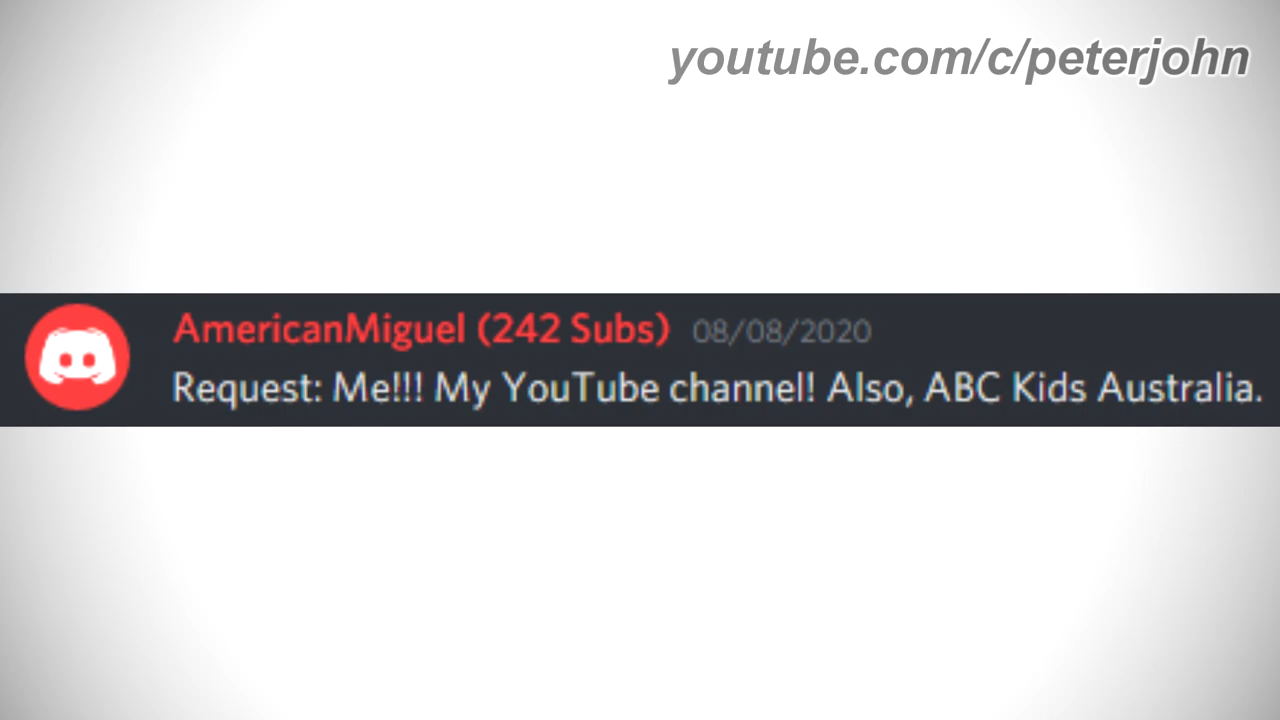 youtube.com/c/peterjohn
AmericanMiguel (242 Subs) 08/08/2020
Request: Me!!! My YouTube channel! Also, ABC Kids Australia.